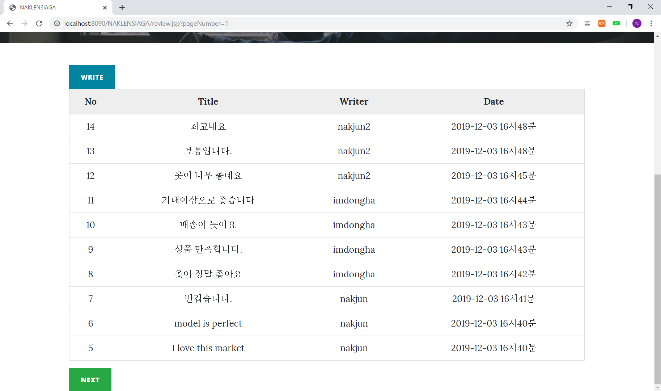 NAKLENSIAGA
localhost:8090/NAKLENSIAGA/review.jsp?pageNumber=1
WRITE
No Title Writer Date
14 최고네요 nakjun2 2019-12-03 16시48분
13 보통입니다. nakjun2 2019-12-03 16시48분
12 옷이 너무 좋네요 nakjun2 2019-12-03 16시45분
11 기대이상으로 좋습니다 imdongha 2019-12-03 16시44분
10 배송이 늦어요 imdongha 2019-12-03 16시43분
9 상품 만족합니다. imdongha 2019-12-03 16시43분
8 옷이 정말 좋아요 imdongha 2019-12-03 16시42분
7 반갑습니다. nakjun 2019-12-03 16시41분
6 model is perfect nakjun 2019-12-03 16시40분
5 I love this market nakjun 2019-12-03 16시40분
NEXT